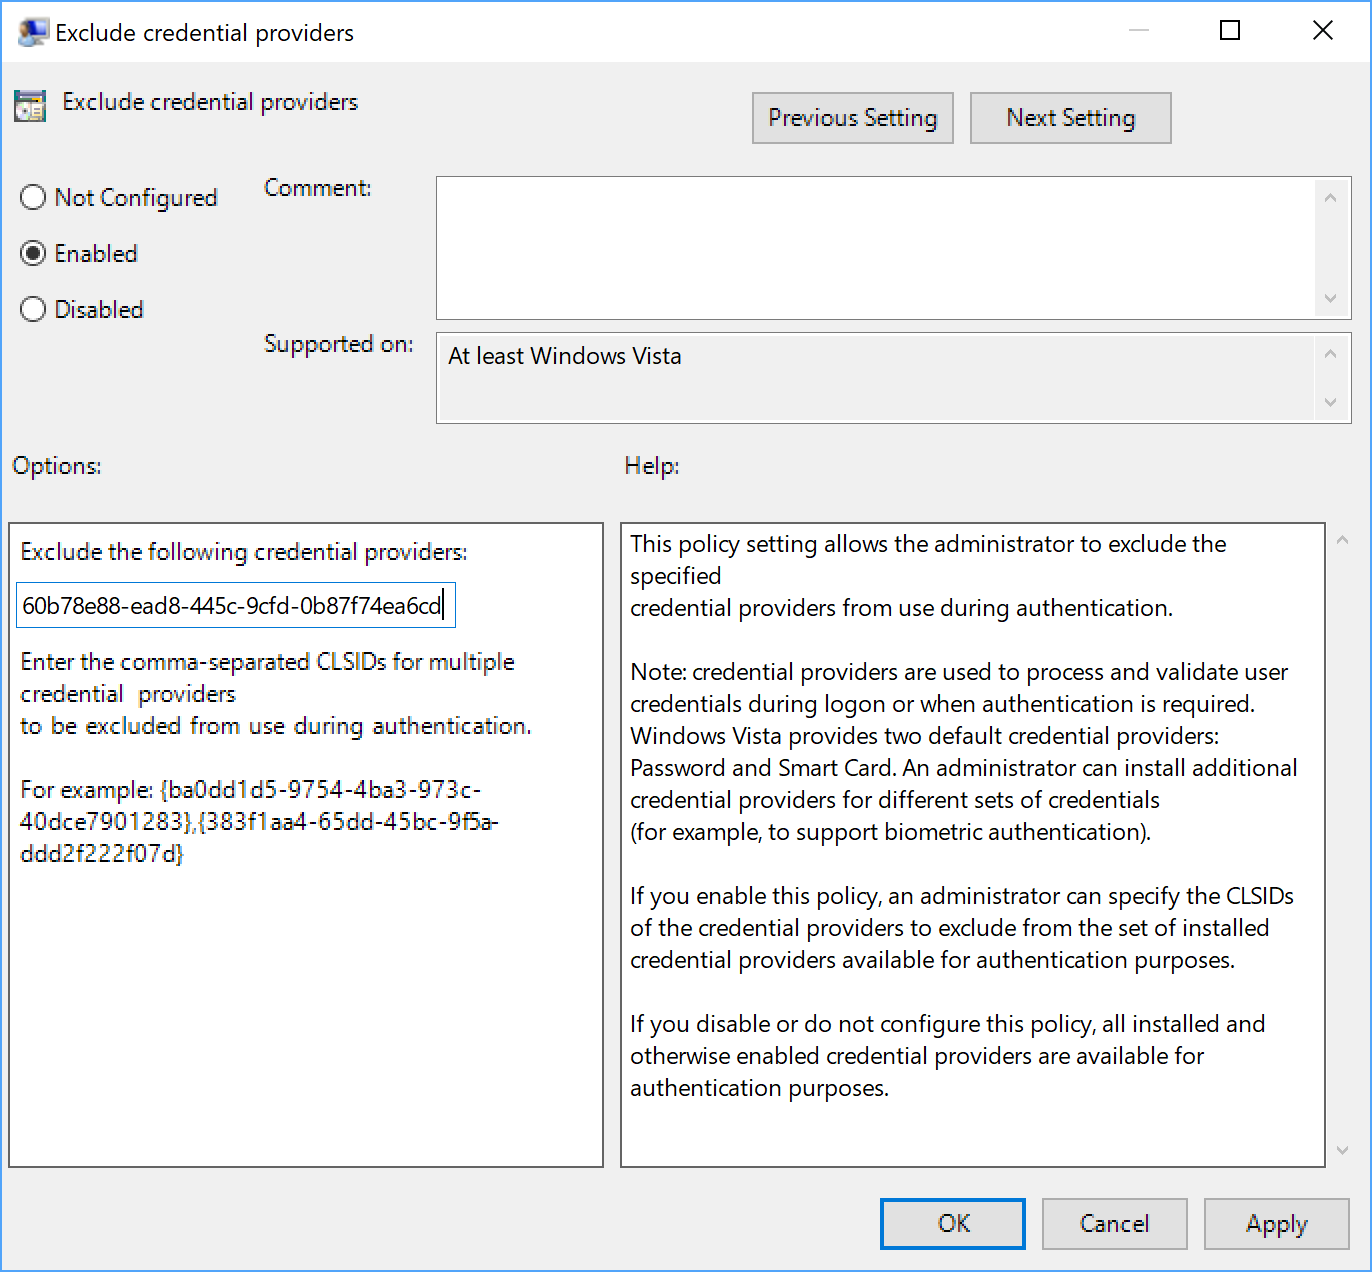 Exclude credential providers
Exclude credential providers
Previous Setting
Next Setting
Not Configured
Enabled
Disabled
Comment:
Supported on:
At least Windows Vista
Options:
Help:
Exclude the following credential providers:
60b78e88-ead8-445c-9cfd-0b87f74ea6cd
Enter the comma-separated CLSIDs for multiple
credential providers
to be excluded from use during authentication.
For example: {ba0dd1d5-9754-4ba3-973c-
40dce7901283},{383f1aa4-65dd-45bc-9f5a-
ddd2f222f07d}
This policy setting allows the administrator to exclude the
specified
credential providers from use during authentication.
Note: credential providers are used to process and validate user
credentials during logon or when authentication is required.
Windows Vista provides two default credential providers:
Password and Smart Card. An administrator can install additional
credential providers for different sets of credentials
(for example, to support biometric authentication).
If you enable this policy, an administrator can specify the CLSIDs
of the credential providers to exclude from the set of installed
credential providers available for authentication purposes.
If you disable or do not configure this policy, all installed and
otherwise enabled credential providers are available for
authentication purposes.
OK
Cancel
Apply